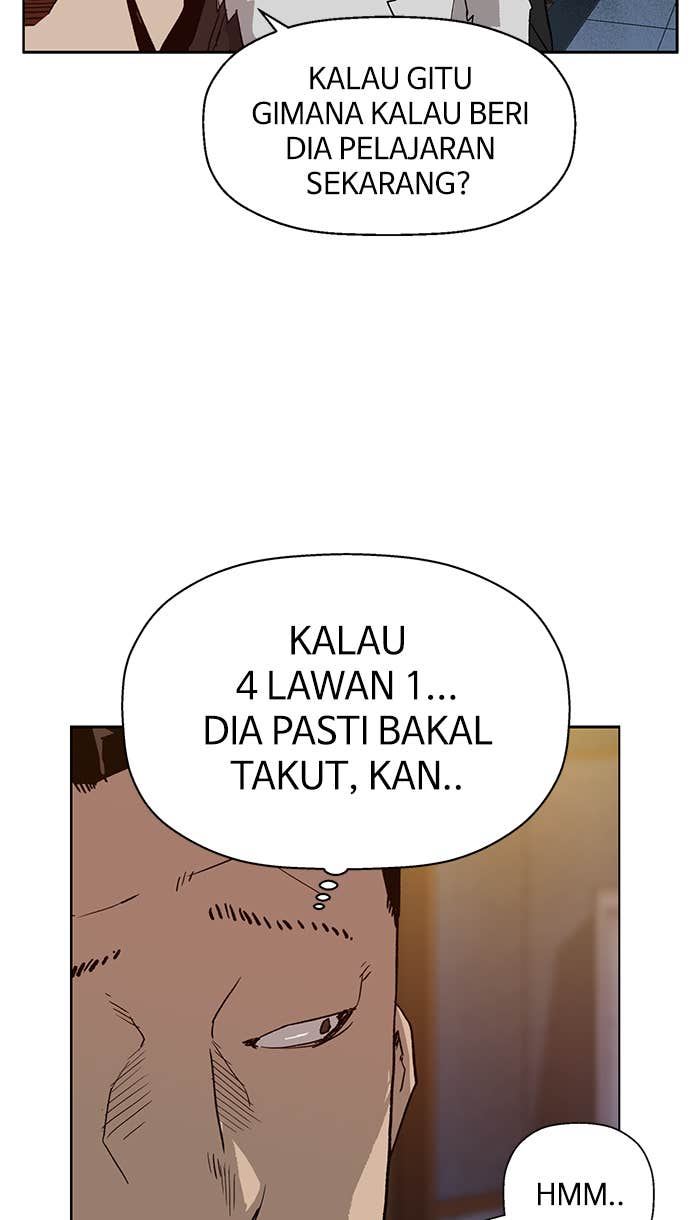 KALAU GITU
GIMANA KALAU BERI
DIA PELAJARAN
SEKARANG?
KALAU
4 LAWAN 1...
DIA PASTI BAKAL
TAKUT, KAN..
HMM..